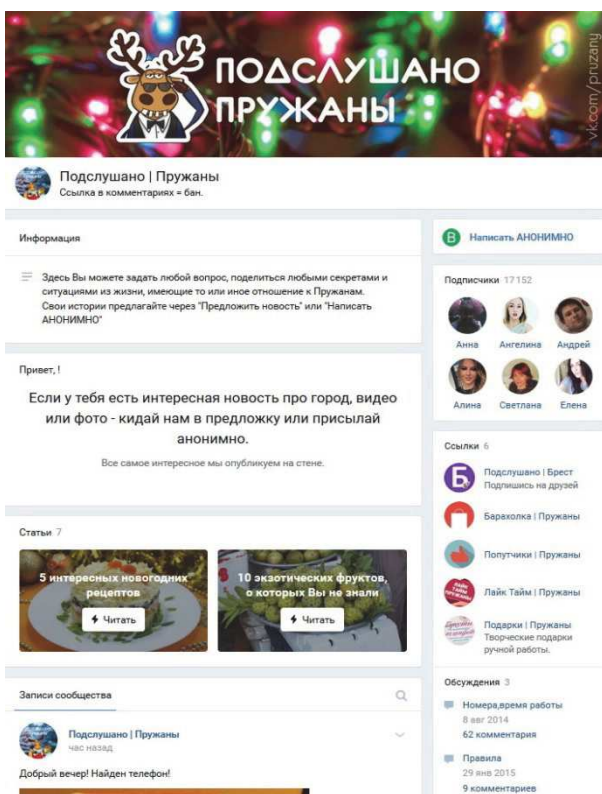 ПОДСЛУШАНО
ПРУЖАНЫ
vk.com/pruzany
Подслушано | Пружаны
Ссылка в комментариях = бан.
Информация
Здесь Вы можете задать любой вопрос, поделиться любыми секретами и
ситуациями из жизни, имеющие то или иное отношение к Пружанам.
Свои истории предлагайте через "Предложить новость" или "Написать
АНОНИМНО"
Привет, !
Если у тебя есть интересная новость про город, видео
или фото - кидай нам в предложку или присылай
анонимно.
Все самое интересное мы опубликуем на стене.
Статьи 7
5 интересных новогодних
рецептов
Читать
10 экзотических фруктов,
о которых Вы не знали
Читать
Записи сообщества
Подслушано | Пружаны
час назад
Добрый вечер! Найден телефон!
В
Написать АНОНИМНО
Подписчики 17 152
Анна Ангелина Андрей
Алина Светлана Елена
Ссылки 6
Б
Подслушано | Брест
Подпишись на друзей
Барахолка | Пружаны
Попутчики | Пружаны
ЛАЙК
ТАЙМ
ПРУЖАНЫ
Лайк Тайм | Пружаны
Подарки | Пружаны
Творческие подарки
ручной работы.
Обсуждения 3
Номера,время работы
8 авг 2014
62 комментария
Правила
29 янв 2015
9 комментариев